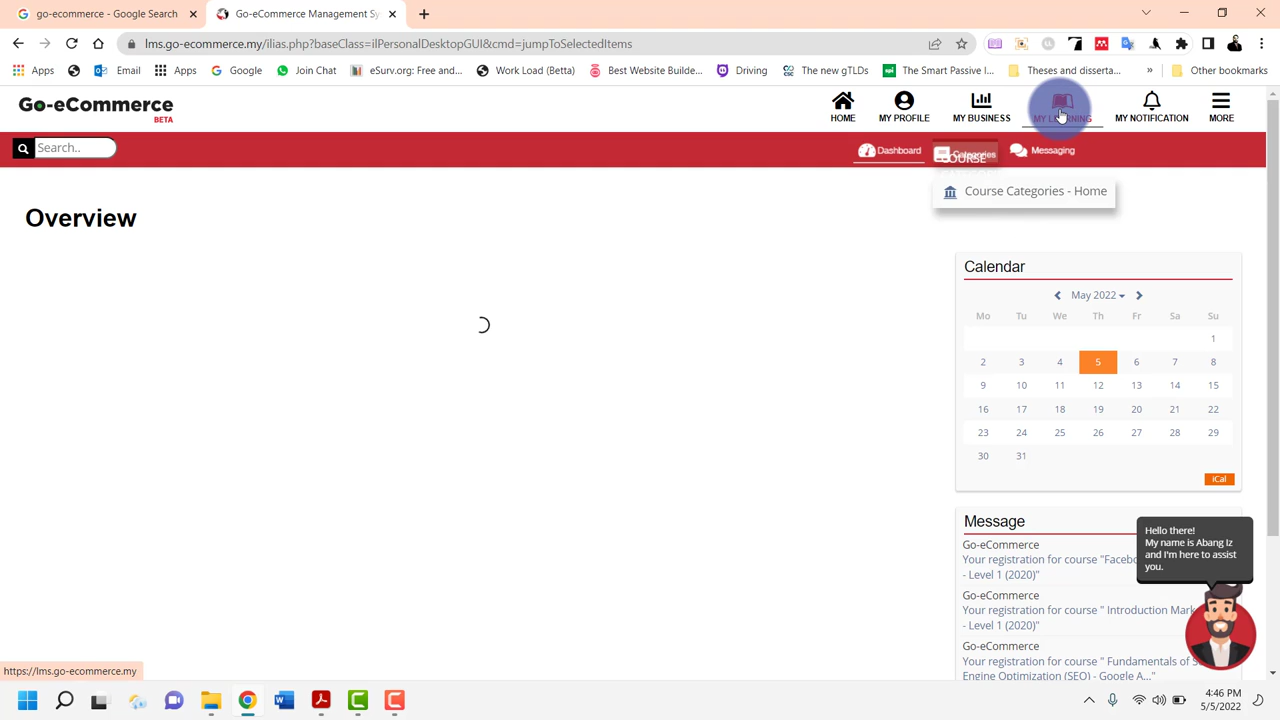 go-ecommerce - Google Search
Go-eCommerce Management Sy
lms.go-ecommerce.my/ilias.php?baseClass=ilPersonalDesktopGUI&cmd=jumpToSelectedItems
Apps
Email
Google
Join Chat
eSurv.org: Free and...
Work Load (Betta)
Best Website Builde...
Driving
The new gTLDs
The Smart Passive I...
Theses and disserta...
»
Other bookmarks
Go-eCommerce
BETA
HOME
MY PROFILE
MY BUSINESS
MY LEARNING
MY NOTIFICATION
MORE
Search..
Dashboard
Categories
Messaging
COURSE
Course Categories - Home
Overview
Calendar
May 2022
Mo Tu We Th Fr Sa Su
1
2 3 4 5 6 7 8
9 10 11 12 13 14 15
16 17 18 19 20 21 22
23 24 25 26 27 28 29
30 31
iCal
Message
Go-eCommerce
Your registration for course "Faceb
- Level 1 (2020)"
Go-eCommerce
Your registration for course " Introduction Mark
- Level 1 (2020)"
Go-eCommerce
Your registration for course " Fundamentals of S
Engine Optimization (SEO) - Google A..."
Hello there!
My name is Abang Iz
and I'm here to assist
you.
https://lms.go-ecommerce.my
4:46 PM
5/5/2022